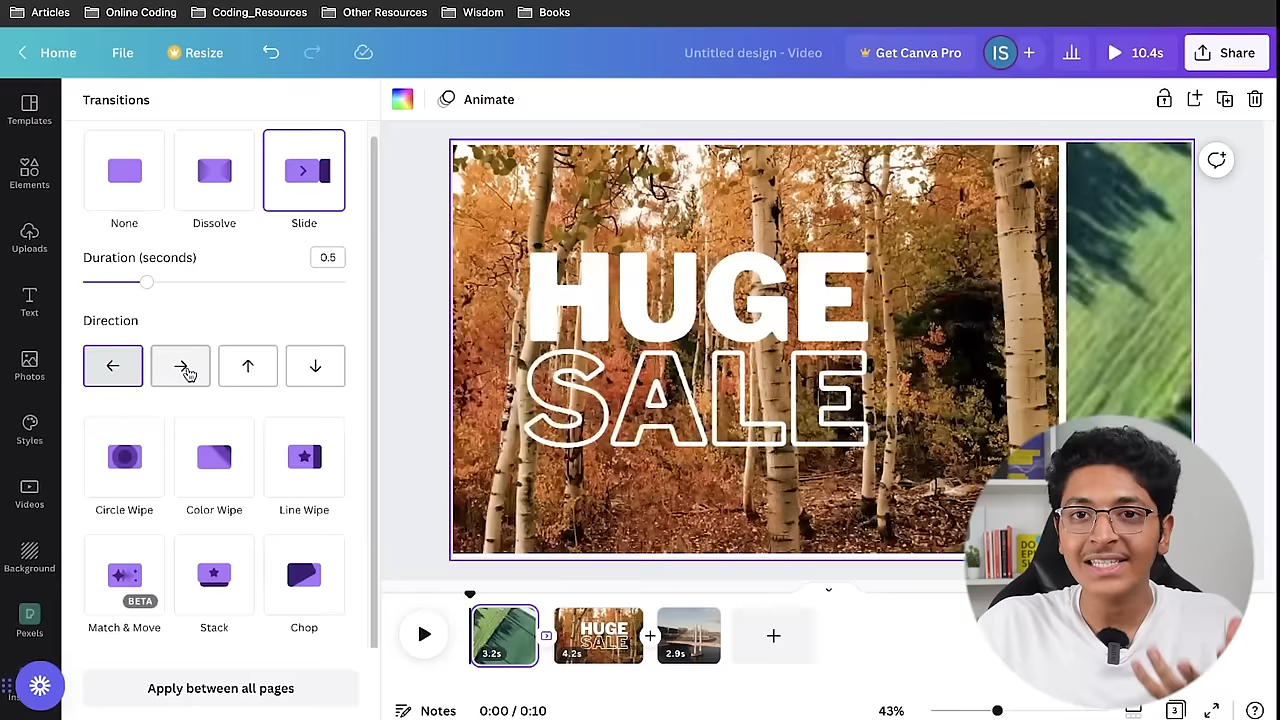 Articles Online Coding Coding_Resources Other Resources Wisdom Books
Home File Resize Untitled design - Video Get Canva Pro IS 10.4s Share
Templates
Elements
Uploads
Text
Photos
Styles
Videos
Background
Pexels
Transitions
None Dissolve Slide
Duration (seconds) 0.5
Direction
Circle Wipe Color Wipe Line Wipe
BETA
Match & Move Stack Chop
Apply between all pages
Animate
HUGE
SALE
3.2s 4.2s HUGE SALE 2.9s
Notes 0:00 / 0:10 43% 3